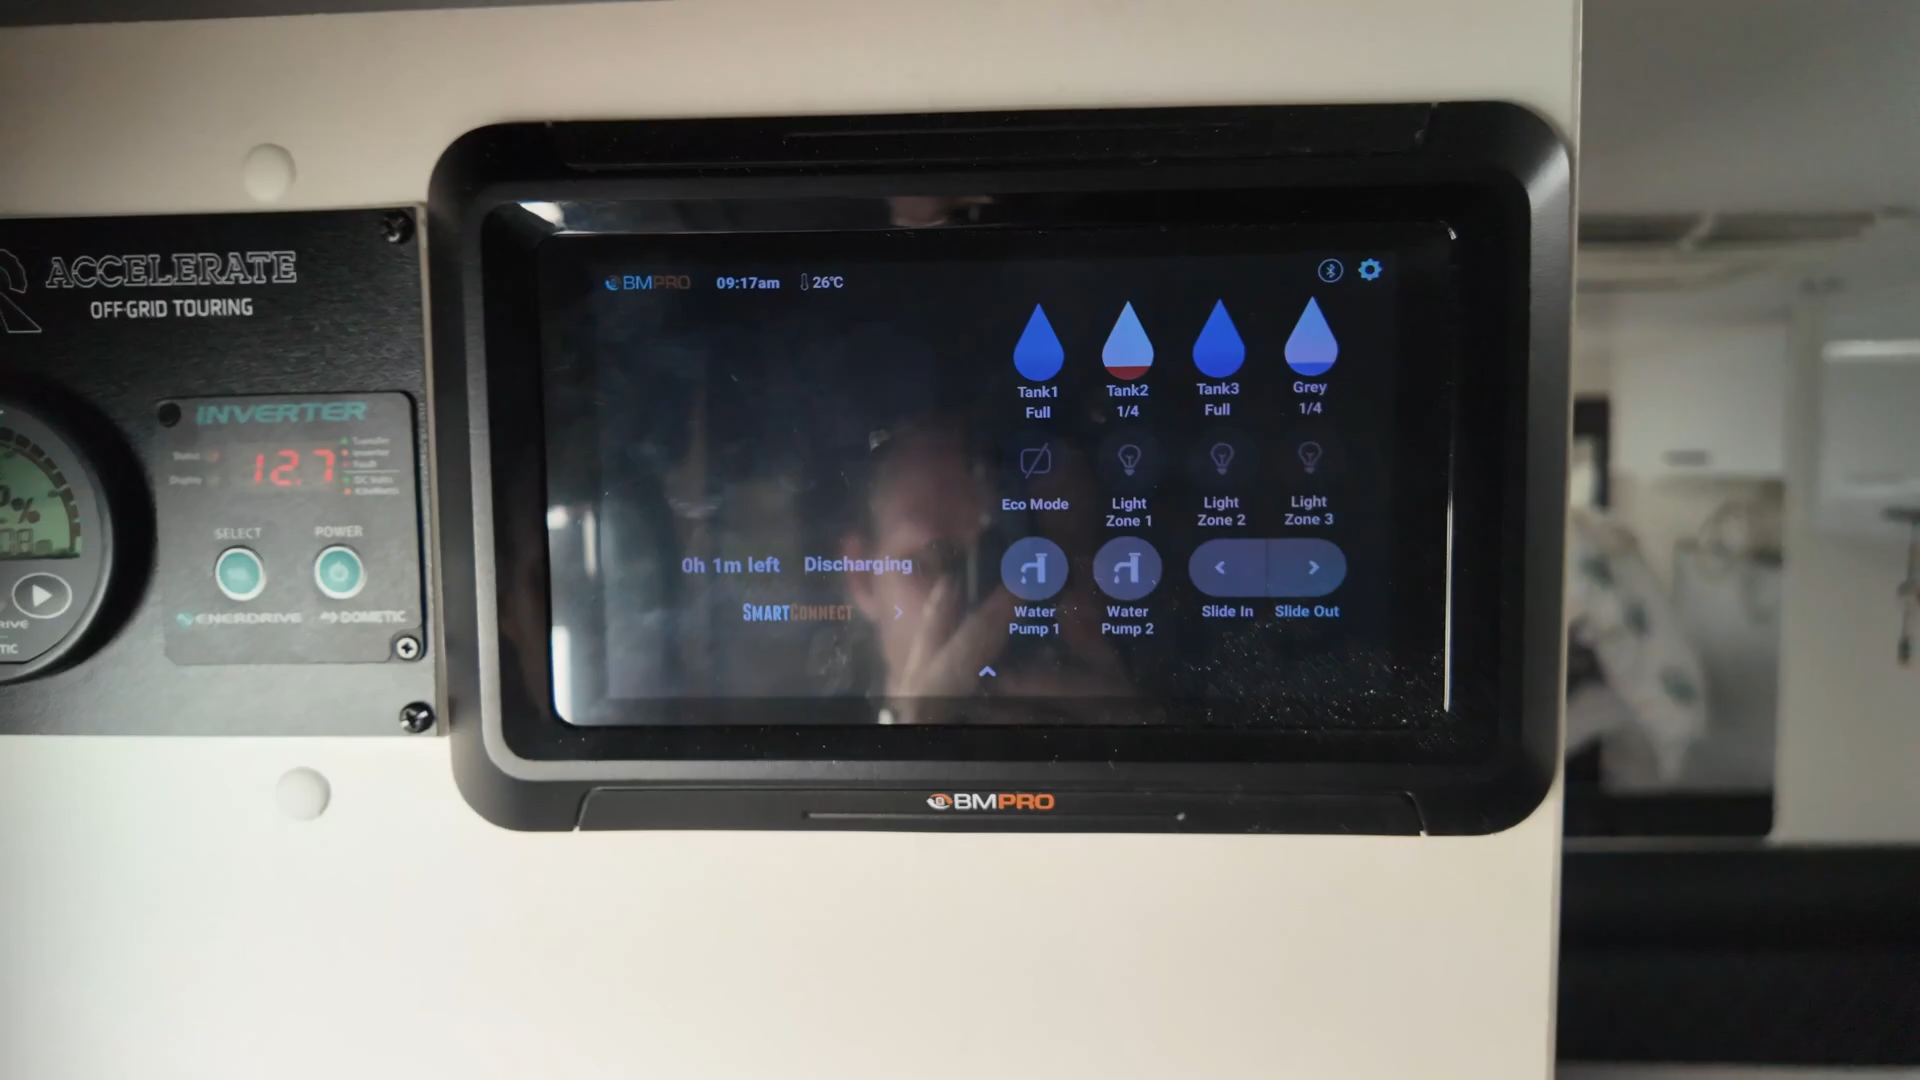 ACCELERATE
OFF-GRID TOURING
INVERTER
12.7
SELECT
POWER
ENERDRIVE
DOMETIC
BMPRO
09:17am
26°C
Tank1
Full
Tank2
1/4
Tank3
Full
Grey
1/4
Eco Mode
Light
Zone 1
Light
Zone 2
Light
Zone 3
0h 1m left
Discharging
SMARTCONNECT
Water
Pump 1
Water
Pump 2
Slide In
Slide Out
BMPRO